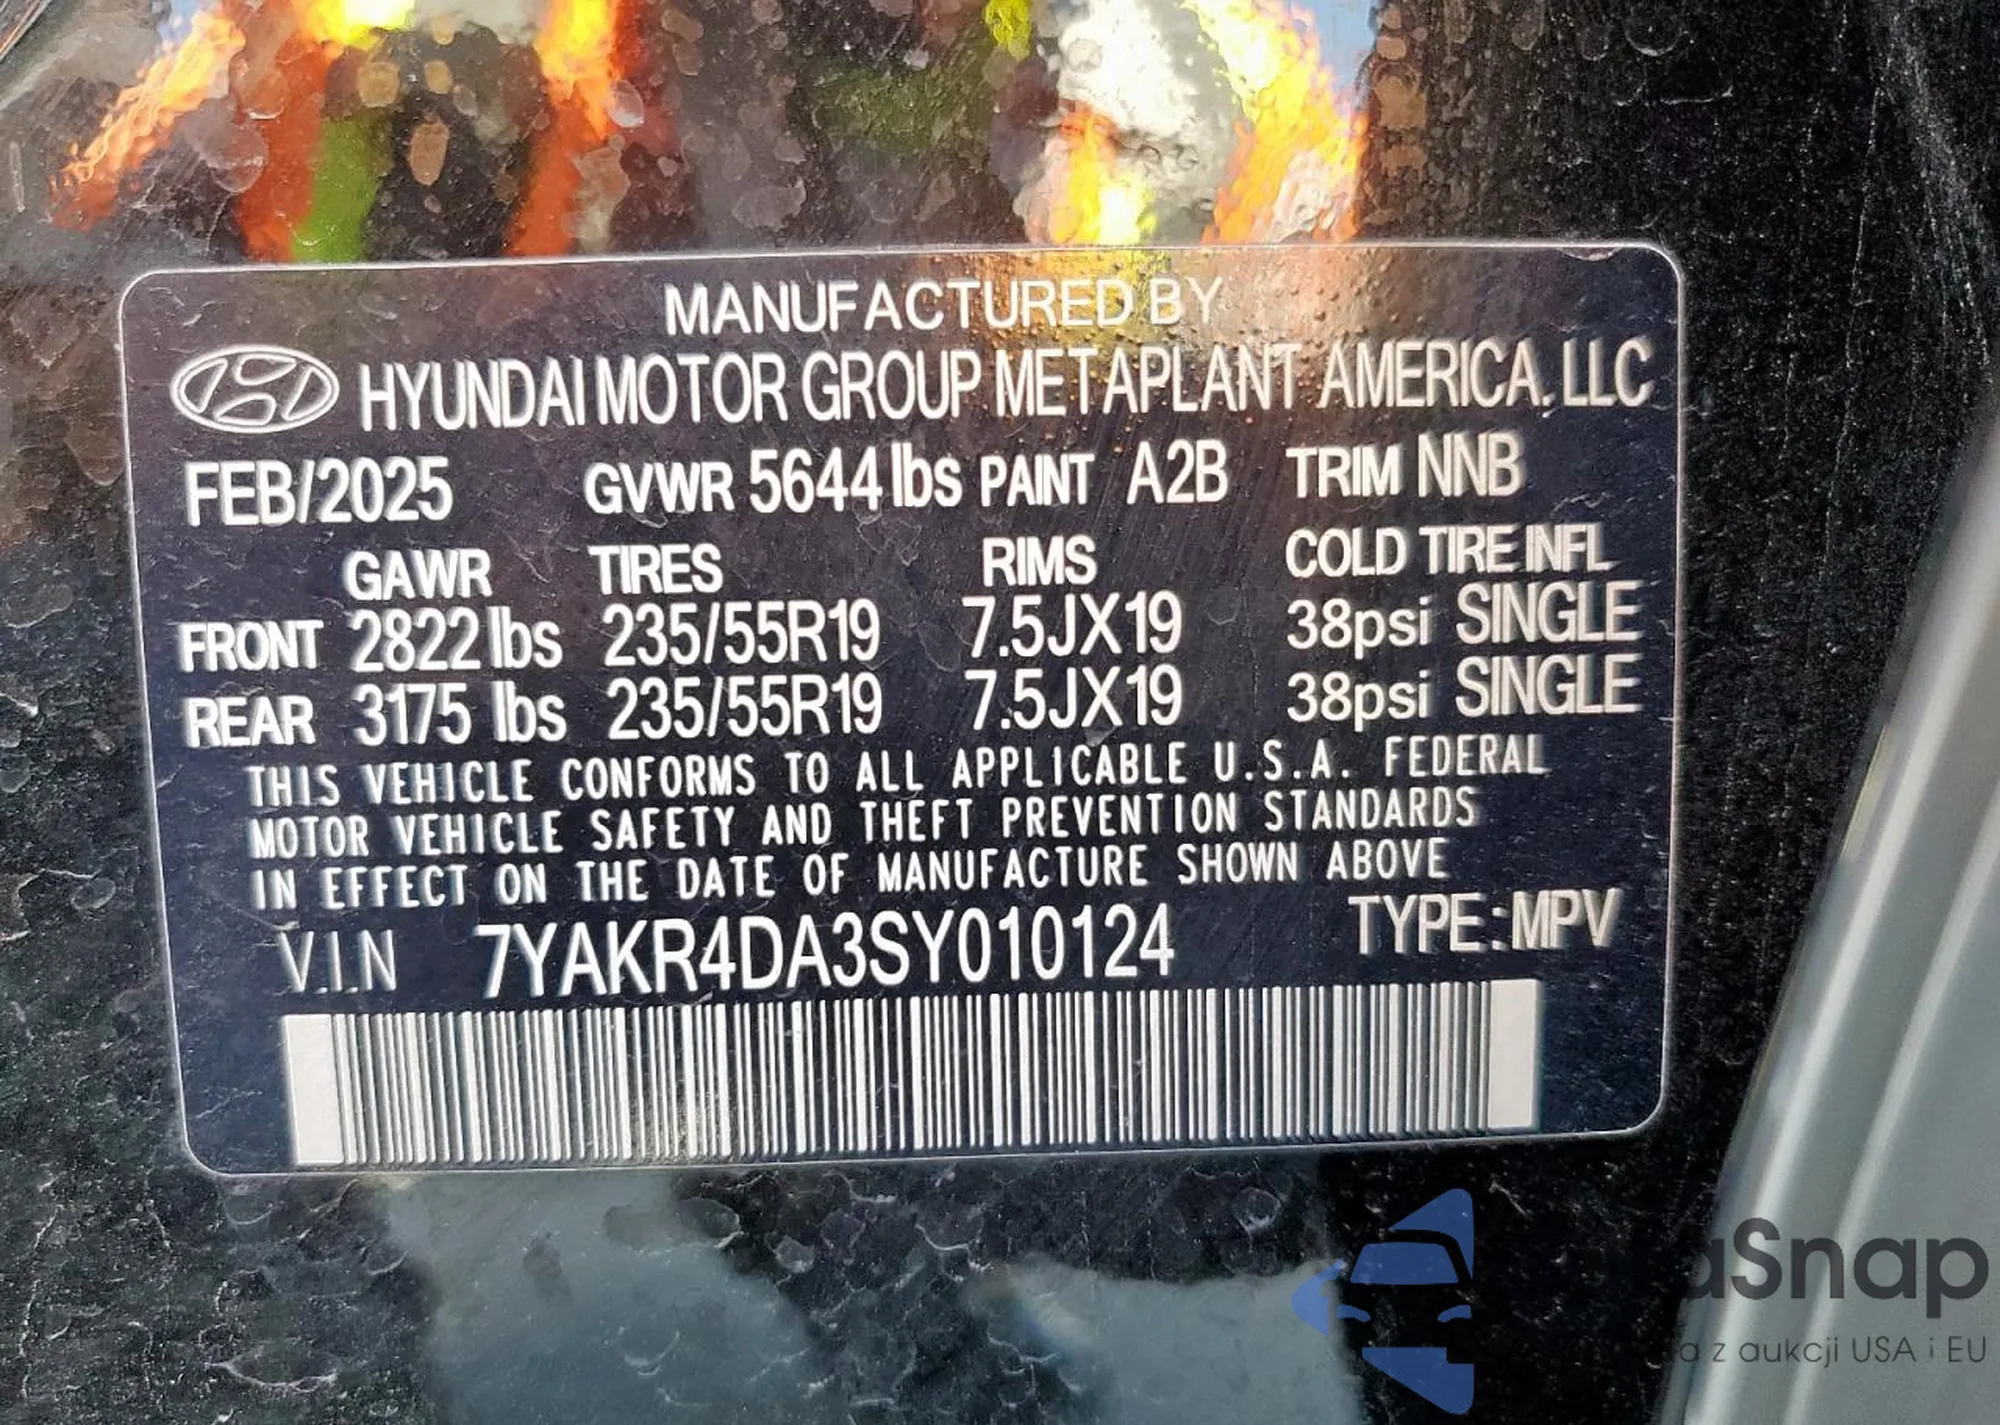 MANUFACTURED BY
HYUNDAI MOTOR GROUP METAPLANT AMERICA, LLC
FEB/2025 GVWR 5644 lbs PAINT A2B TRIM NNB
GAWR TIRES RIMS COLD TIRE INFL
FRONT 2822 lbs 235/55R19 7.5JX19 38psi SINGLE
REAR 3175 lbs 235/55R19 7.5JX19 38psi SINGLE
THIS VEHICLE CONFORMS TO ALL APPLICABLE U.S.A. FEDERAL
MOTOR VEHICLE SAFETY AND THEFT PREVENTION STANDARDS
IN EFFECT ON THE DATE OF MANUFACTURE SHOWN ABOVE
V.I.N 7YAKR4DA3SY010124 TYPE:MPV
z aukcji USA i EU